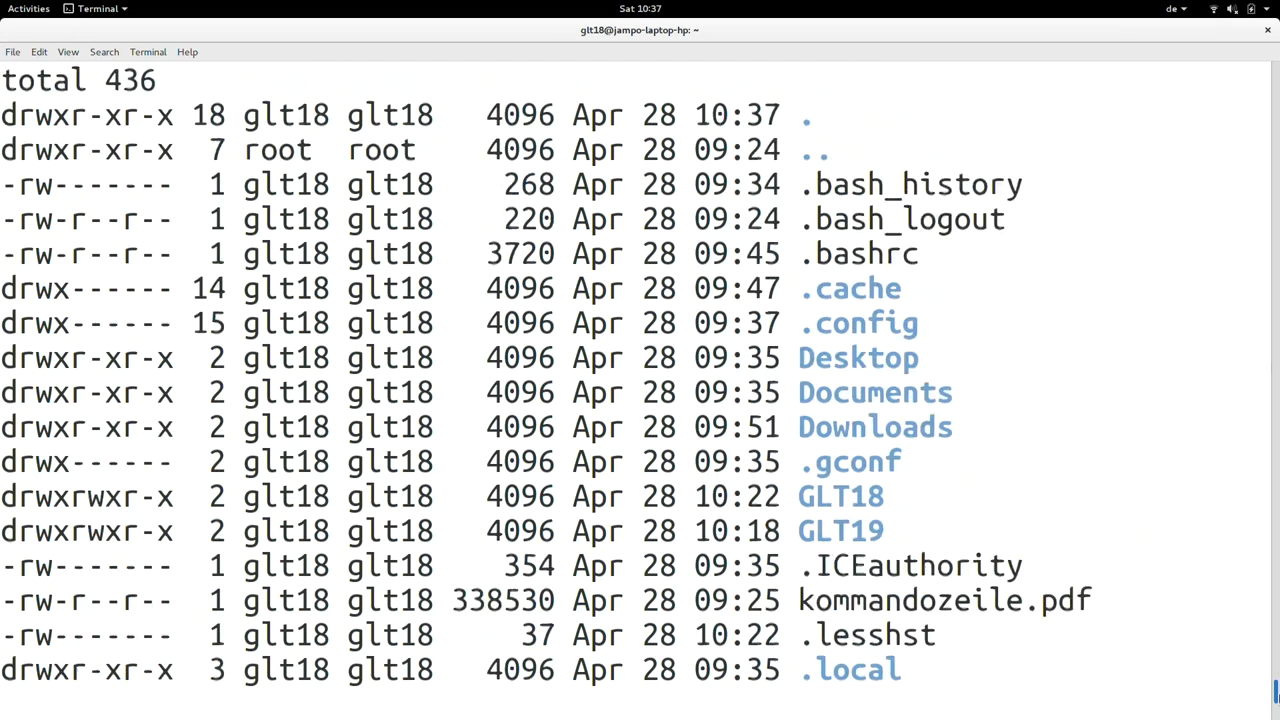 Activities Terminal Sat 10:37 de
glt18@jampo-laptop-hp: ~ ×
File Edit View Search Terminal Help
total 436
drwxr-xr-x 18 glt18 glt18 4096 Apr 28 10:37 .
drwxr-xr-x 7 root root 4096 Apr 28 09:24 ..
-rw------- 1 glt18 glt18 268 Apr 28 09:34 .bash_history
-rw-r--r-- 1 glt18 glt18 220 Apr 28 09:24 .bash_logout
-rw-r--r-- 1 glt18 glt18 3720 Apr 28 09:45 .bashrc
drwx------ 14 glt18 glt18 4096 Apr 28 09:47 .cache
drwx------ 15 glt18 glt18 4096 Apr 28 09:37 .config
drwxr-xr-x 2 glt18 glt18 4096 Apr 28 09:35 Desktop
drwxr-xr-x 2 glt18 glt18 4096 Apr 28 09:35 Documents
drwxr-xr-x 2 glt18 glt18 4096 Apr 28 09:51 Downloads
drwx------ 2 glt18 glt18 4096 Apr 28 09:35 .gconf
drwxrwxr-x 2 glt18 glt18 4096 Apr 28 10:22 GLT18
drwxrwxr-x 2 glt18 glt18 4096 Apr 28 10:18 GLT19
-rw------- 1 glt18 glt18 354 Apr 28 09:35 .ICEauthority
-rw-r--r-- 1 glt18 glt18 338530 Apr 28 09:25 kommandozeile.pdf
-rw------- 1 glt18 glt18 37 Apr 28 10:22 .lesshst
drwxr-xr-x 3 glt18 glt18 4096 Apr 28 09:35 .local